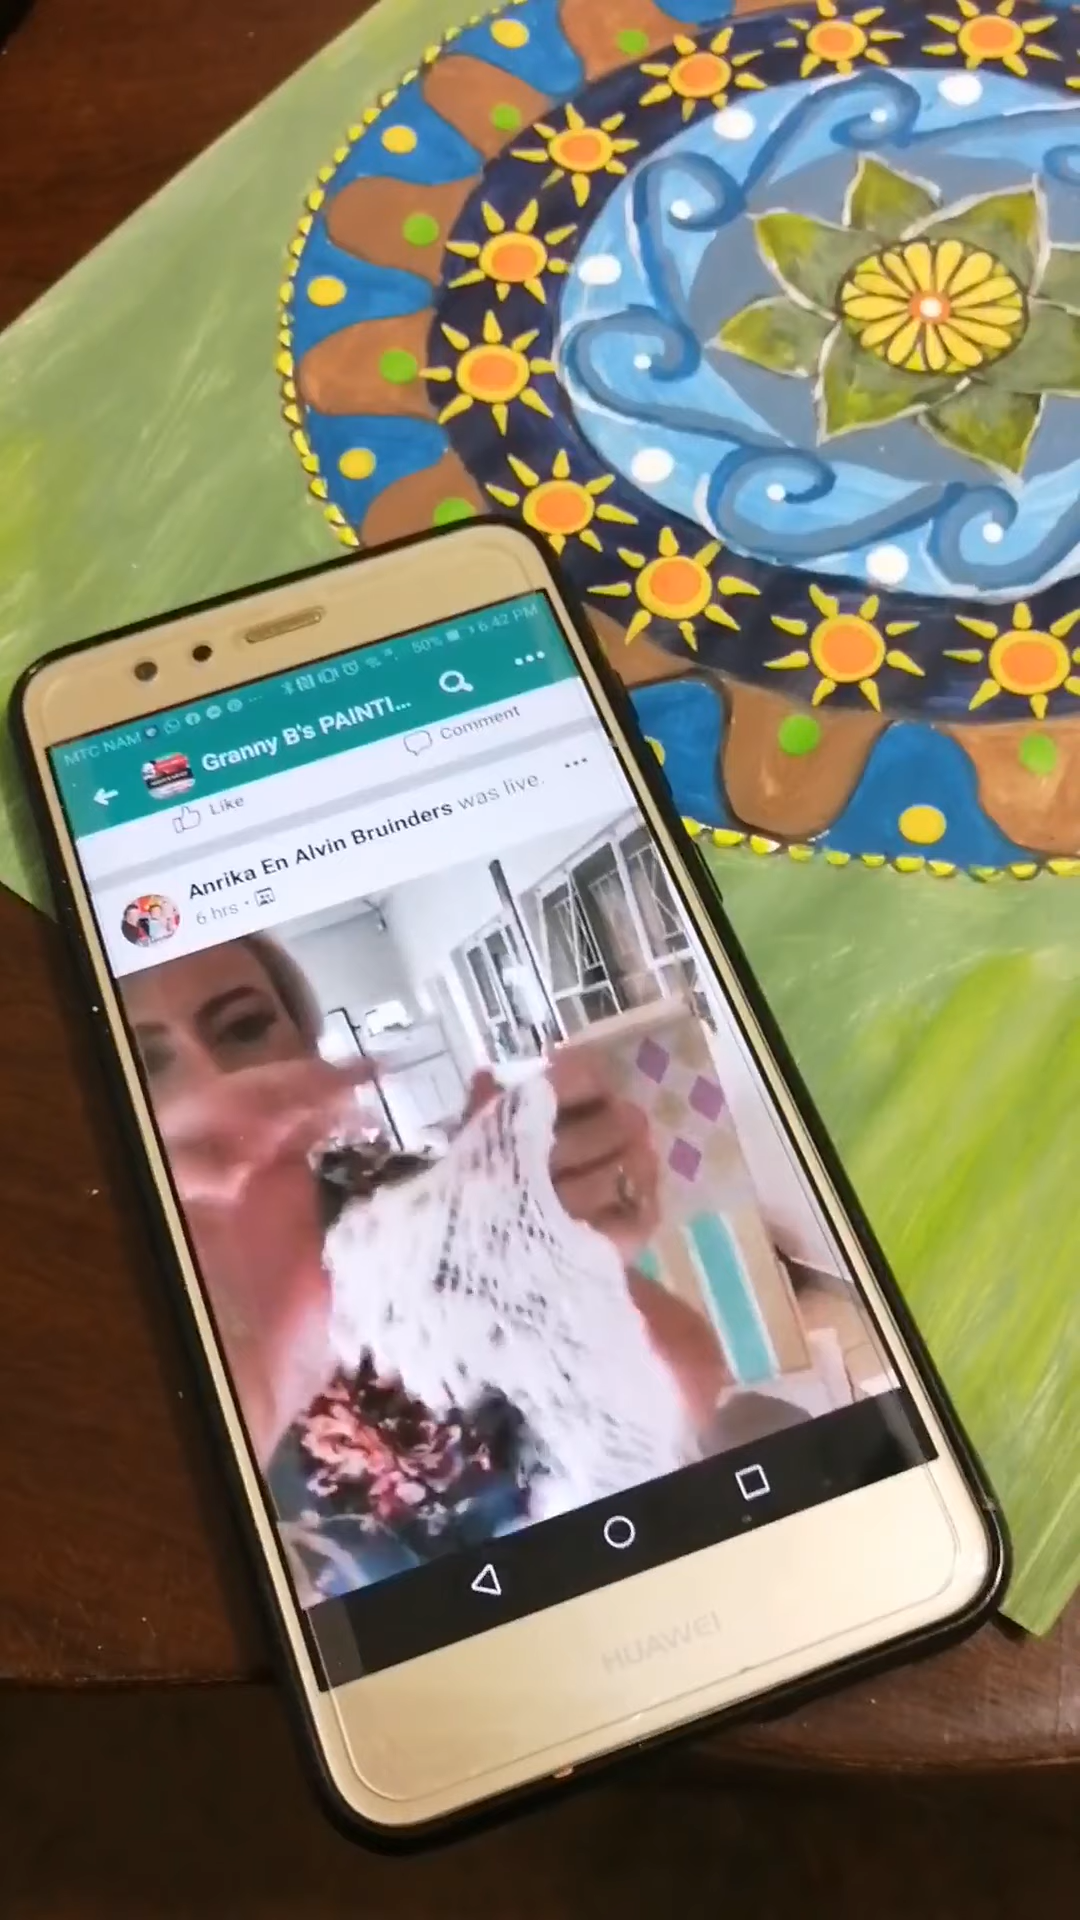 MTC NAM 50% 6:42 PM
Granny B's PAINTI...
Like Comment
Anrika En Alvin Bruinders was live.
6 hrs
HUAWEI